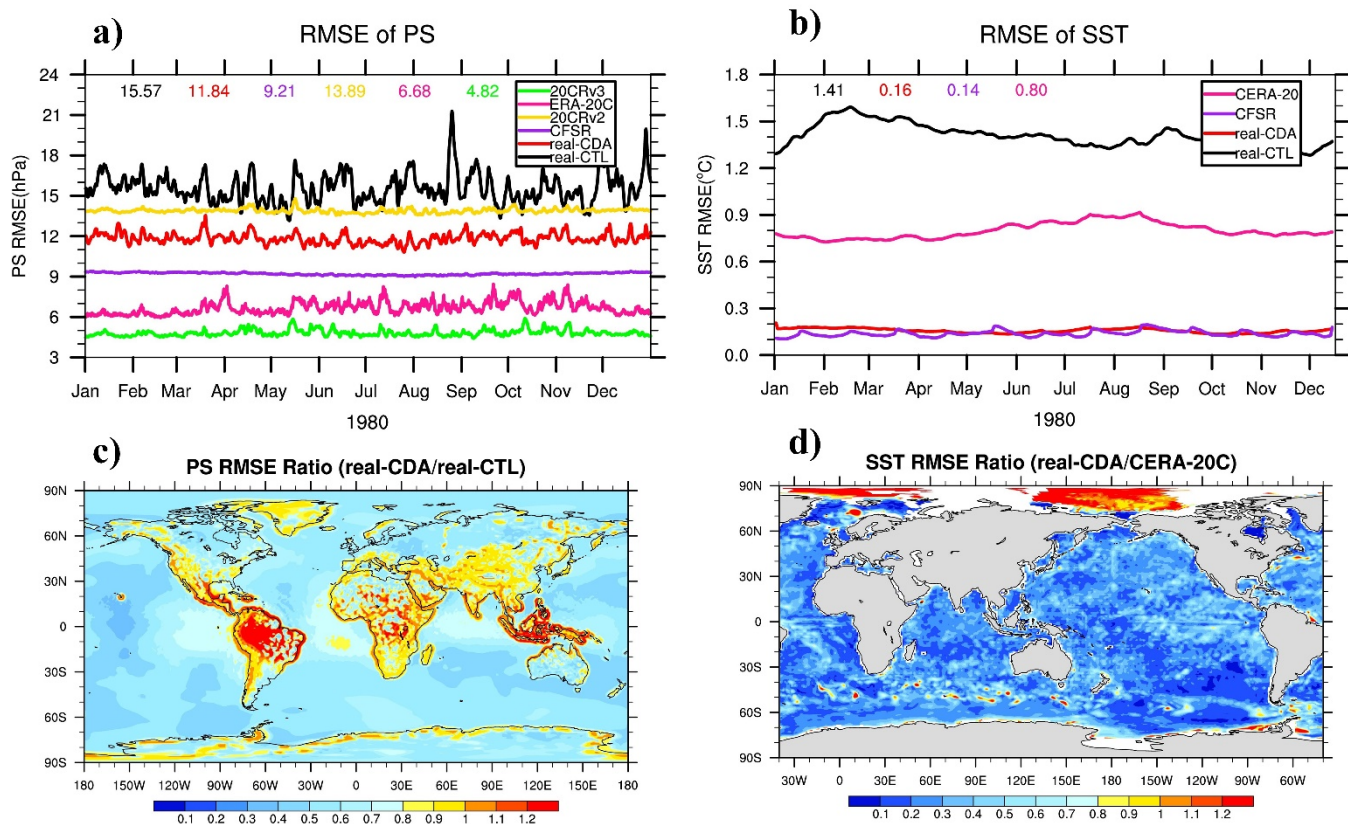 a)
RMSE of PS
24
21
18
15
12
9
6
3
PS RMSE(hPa)
15.57 11.84 9.21 13.89 6.68 4.82
20CRv3
ERA-20C
20CRv2
CFSR
real-CDA
real-CTL
Jan Feb Mar Apr May Jun Jul Aug Sep Oct Nov Dec
1980
b)
RMSE of SST
1.8
1.5
1.2
0.9
0.6
0.3
0.0
SST RMSE(°C)
1.41 0.16 0.14 0.80
CERA-20
CFSR
real-CDA
real-CTL
Jan Feb Mar Apr May Jun Jul Aug Sep Oct Nov Dec
1980
c)
PS RMSE Ratio (real-CDA/real-CTL)
90N
60N
30N
0
30S
60S
90S
180 150W 120W 90W 60W 30W 0 30E 60E 90E 120E 150E 180
0.1 0.2 0.3 0.4 0.5 0.6 0.7 0.8 0.9 1 1.1 1.2
d)
SST RMSE Ratio (real-CDA/CERA-20C)
90N
60N
30N
0
30S
60S
90S
30W 0 30E 60E 90E 120E 150E 180 150W 120W 90W 60W
0.1 0.2 0.3 0.4 0.5 0.6 0.7 0.8 0.9 1 1.1 1.2